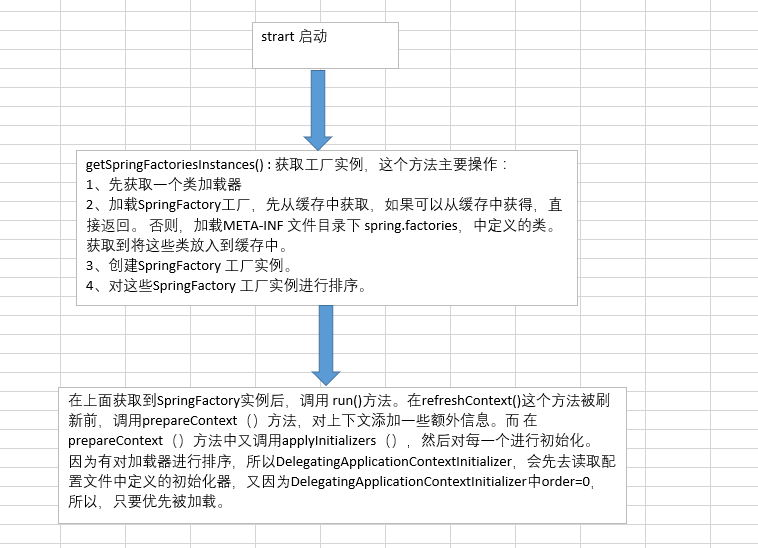 strart 启动
getSpringFactoriesInstances() : 获取工厂实例，这个方法主要操作：
1、先获取一个类加载器
2、加载SpringFactory工厂，先从缓存中获取，如果可以从缓存中获得，直
接返回。 否则，加载META-INF 文件目录下 spring.factories，中定义的类。
获取到将这些类放入到缓存中。
3、创建SpringFactory 工厂实例。
4、对这些SpringFactory 工厂实例进行排序。
在上面获取到SpringFactory实例后，调用 run()方法。在refreshContext()这个方法被刷
新前，调用prepareContext（）方法，对上下文添加一些额外信息。而 在
prepareContext（）方法中又调用applyInitializers（），然后对每一个进行初始化。
因为有对加载器进行排序，所以DelegatingApplicationContextInitializer，会先去读取配
置文件中定义的初始化器，又因为DelegatingApplicationContextInitializer中order=0，
所以，只要优先被加载。